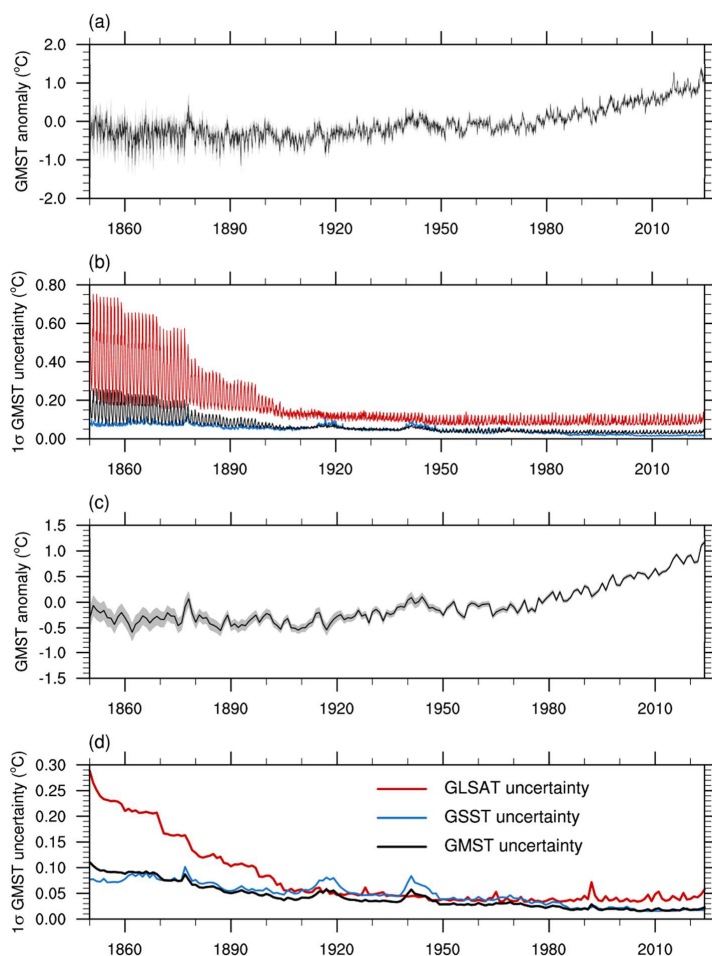 (a)
GMST anomaly (°C)
2.0
1.0
0.0
-1.0
-2.0
1860 1890 1920 1950 1980 2010
(b)
1σ GMST uncertainty (°C)
0.80
0.60
0.40
0.20
0.00
1860 1890 1920 1950 1980 2010
(c)
GMST anomaly (°C)
1.5
1.0
0.5
0.0
-0.5
-1.0
-1.5
1860 1890 1920 1950 1980 2010
(d)
1σ GMST uncertainty (°C)
0.30
0.25
0.20
0.15
0.10
0.05
0.00
GLSAT uncertainty
GSST uncertainty
GMST uncertainty
1860 1890 1920 1950 1980 2010